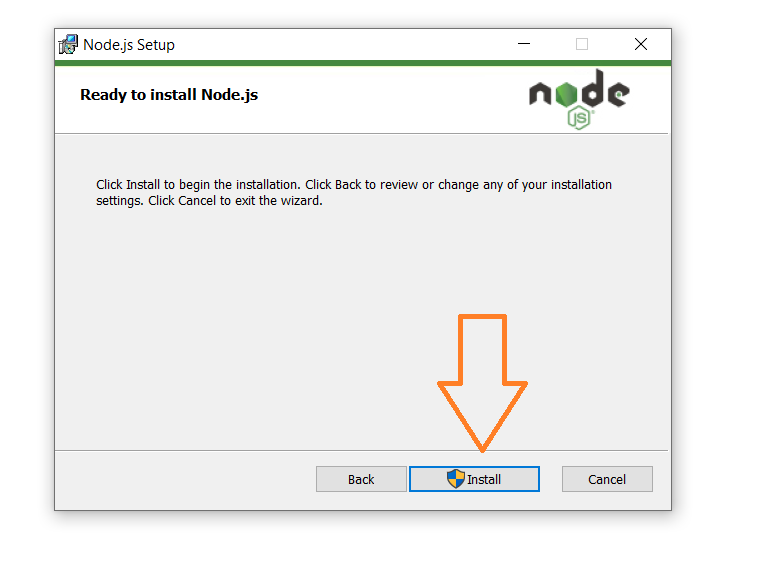 Node.js Setup
Ready to install Node.js
node
JS
Click Install to begin the installation. Click Back to review or change any of your installation
settings. Click Cancel to exit the wizard.
Back
Install
Cancel